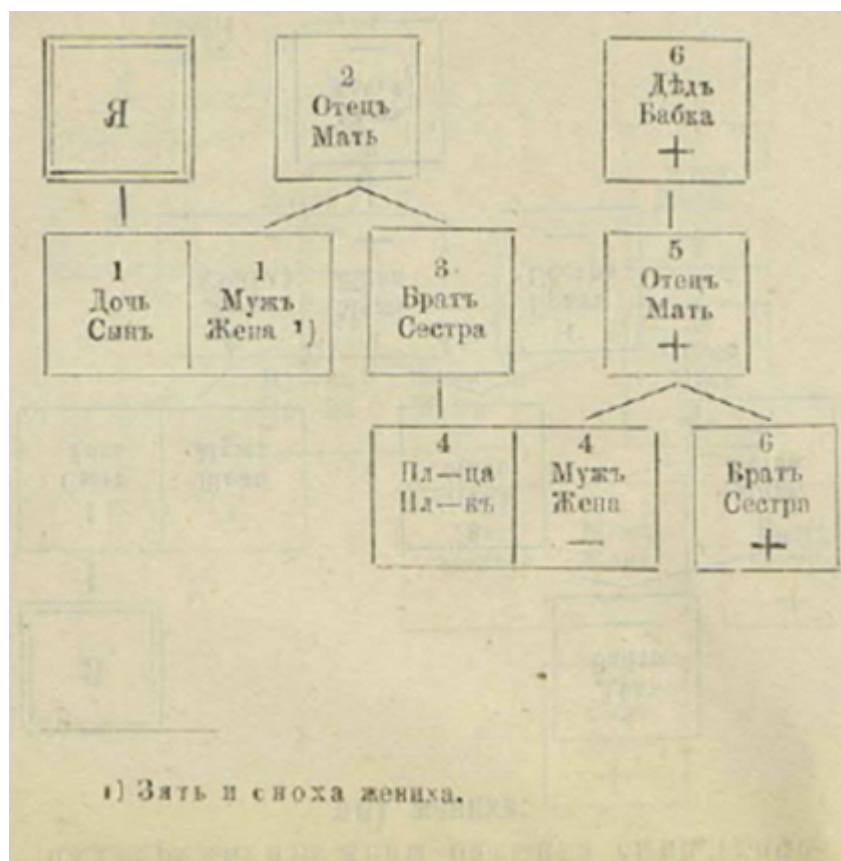 Я
2
Отецъ
Мать
6
Дѣдъ
Бабка
+
1
Дочь
Сынъ
1
Мужъ
Жена ¹)
3
Братъ
Сестра
5
Отецъ
Мать
+
4
Пл—ца
Пл—къ
4
Мужъ
Жена
—
6
Братъ
Сестра
+
¹) Зять и сноха жениха.